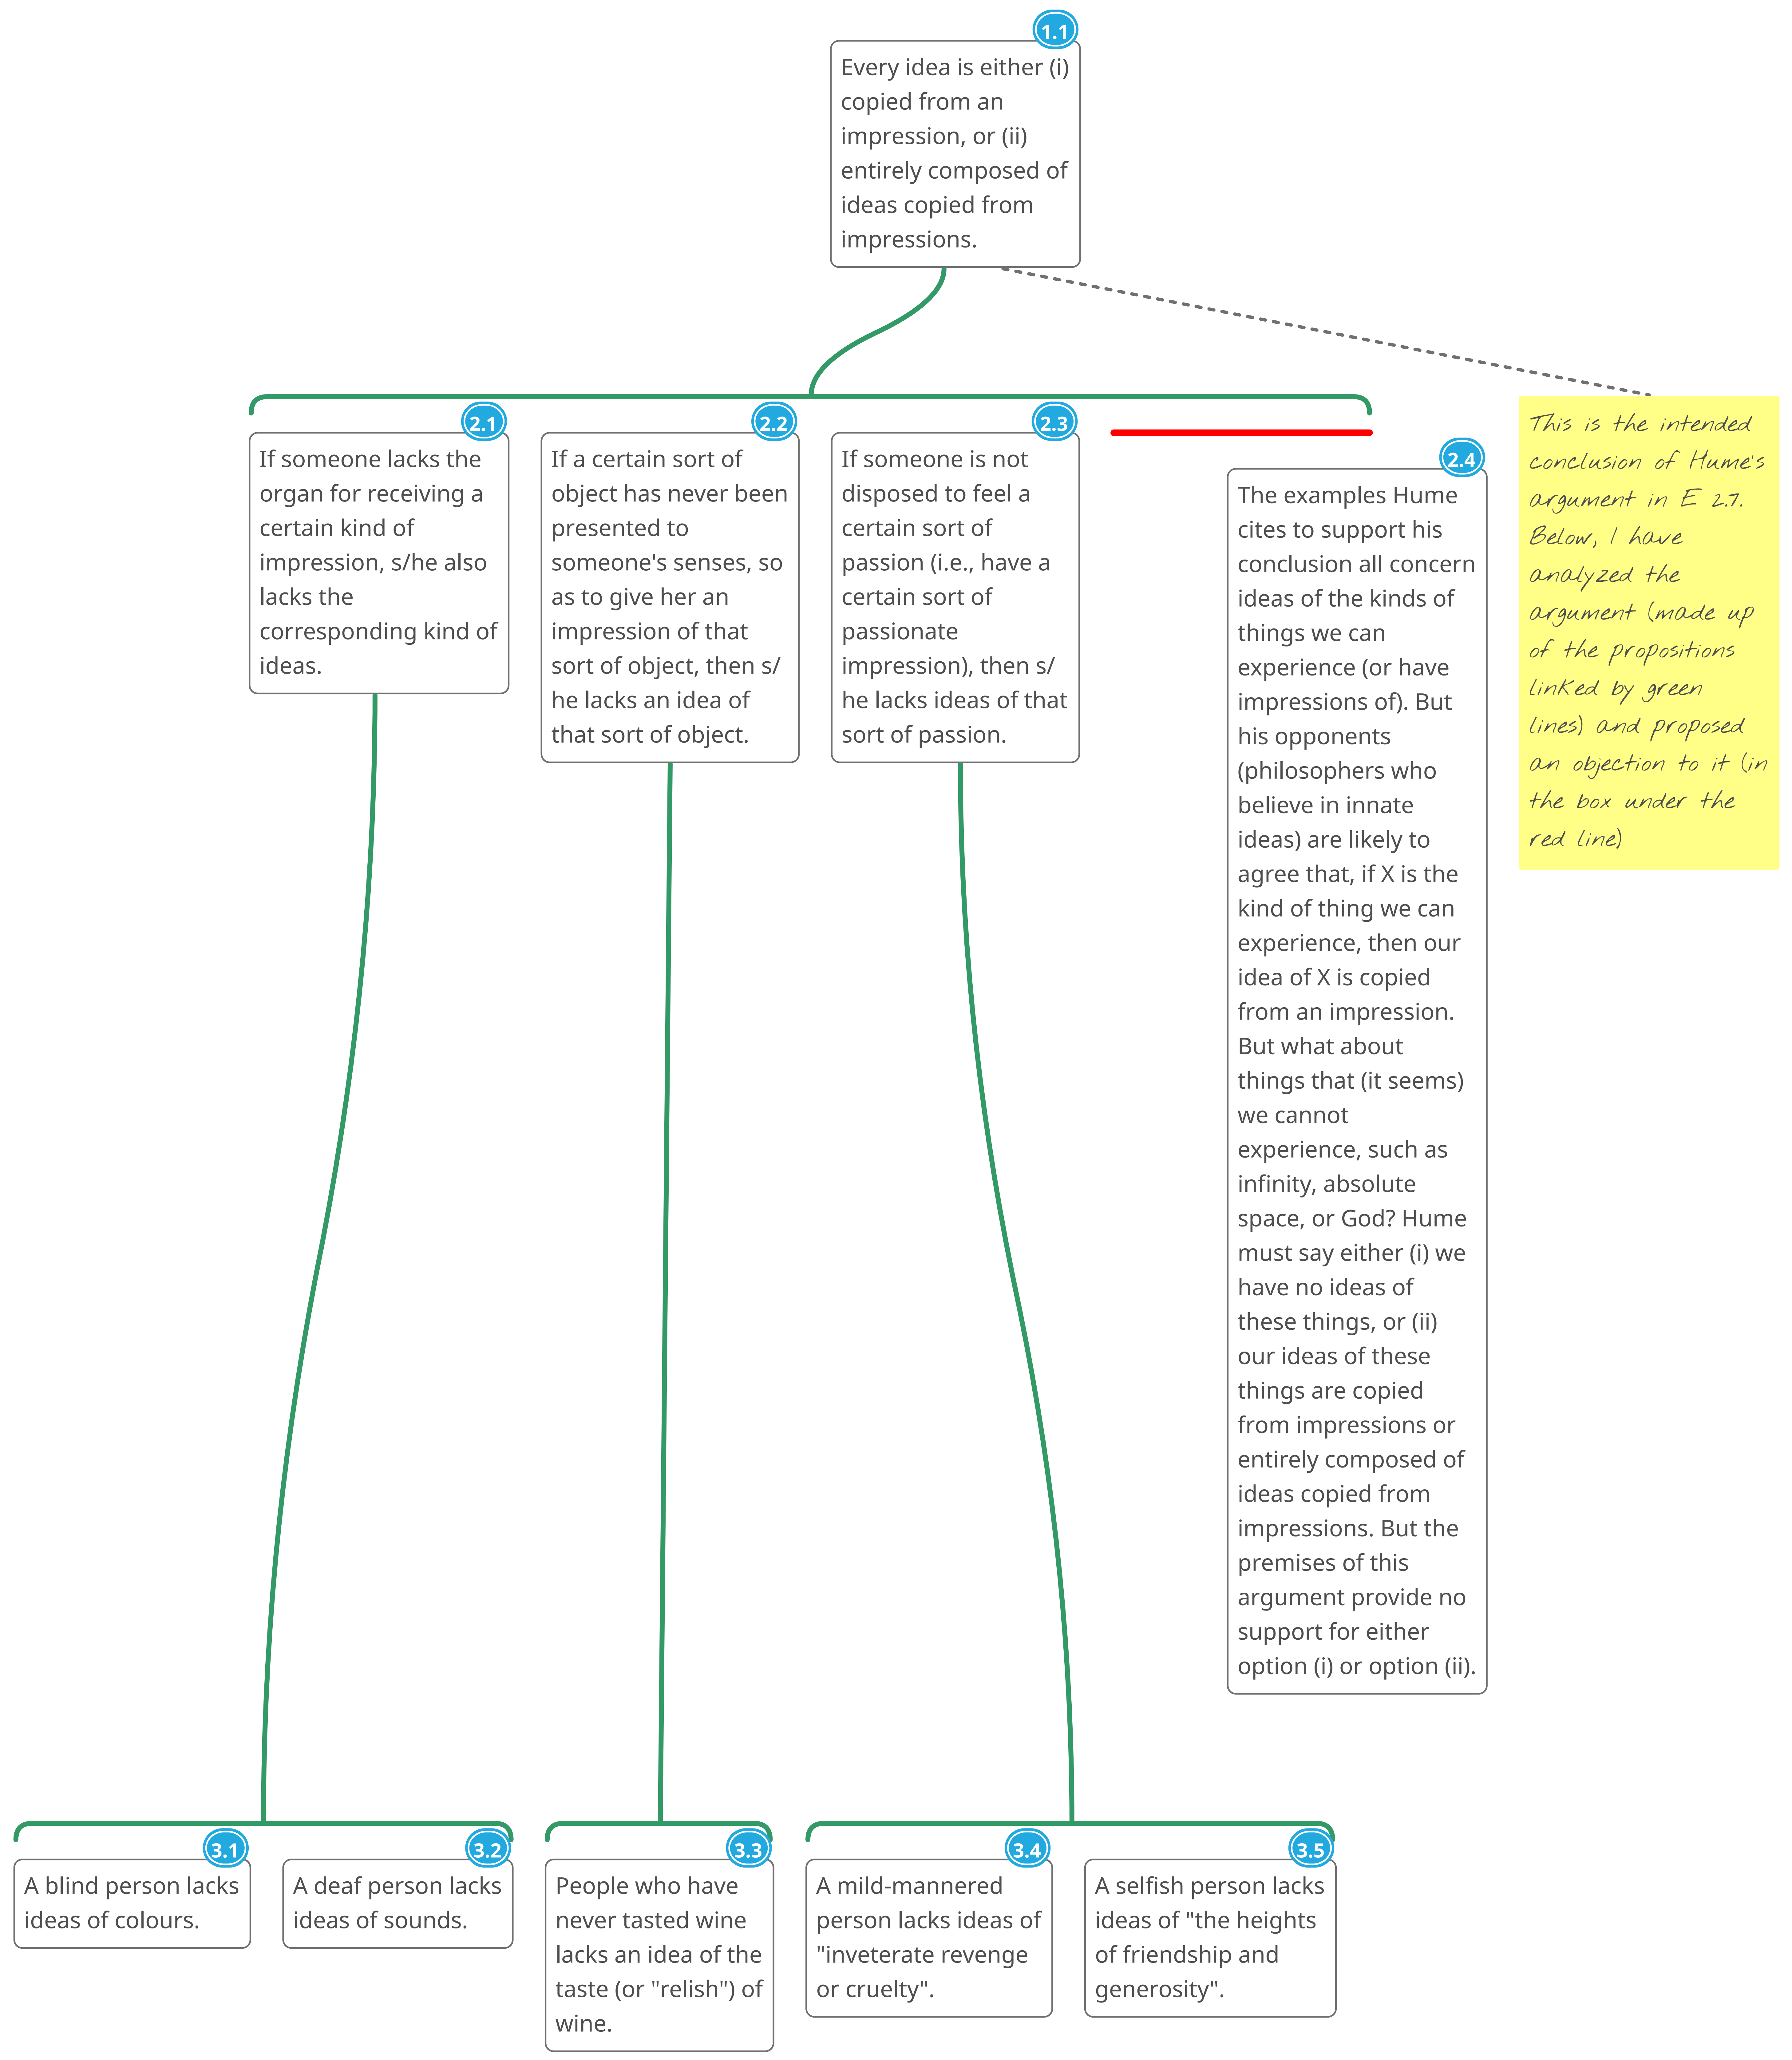 1.1
Every idea is either (i)
copied from an
impression, or (ii)
entirely composed of
ideas copied from
impressions.
2.1
If someone lacks the
organ for receiving a
certain kind of
impression, s/he also
lacks the
corresponding kind of
ideas.
2.2
If a certain sort of
object has never been
presented to
someone's senses, so
as to give her an
impression of that
sort of object, then s/
he lacks an idea of
that sort of object.
2.3
If someone is not
disposed to feel a
certain sort of
passion (i.e., have a
certain sort of
passionate
impression), then s/
he lacks ideas of that
sort of passion.
2.4
The examples Hume
cites to support his
conclusion all concern
ideas of the kinds of
things we can
experience (or have
impressions of). But
his opponents
(philosophers who
believe in innate
ideas) are likely to
agree that, if X is the
kind of thing we can
experience, then our
idea of X is copied
from an impression.
But what about
things that (it seems)
we cannot
experience, such as
infinity, absolute
space, or God? Hume
must say either (i) we
have no ideas of
these things, or (ii)
our ideas of these
things are copied
from impressions or
entirely composed of
ideas copied from
impressions. But the
premises of this
argument provide no
support for either
option (i) or option (ii).
This is the intended
conclusion of Hume's
argument in E 2.7.
Below, I have
analyzed the
argument (made up
of the propositions
linked by green
lines) and proposed
an objection to it (in
the box under the
red line)
3.1
A blind person lacks
ideas of colours.
3.2
A deaf person lacks
ideas of sounds.
3.3
People who have
never tasted wine
lacks an idea of the
taste (or "relish") of
wine.
3.4
A mild-mannered
person lacks ideas of
"inveterate revenge
or cruelty".
3.5
A selfish person lacks
ideas of "the heights
of friendship and
generosity".